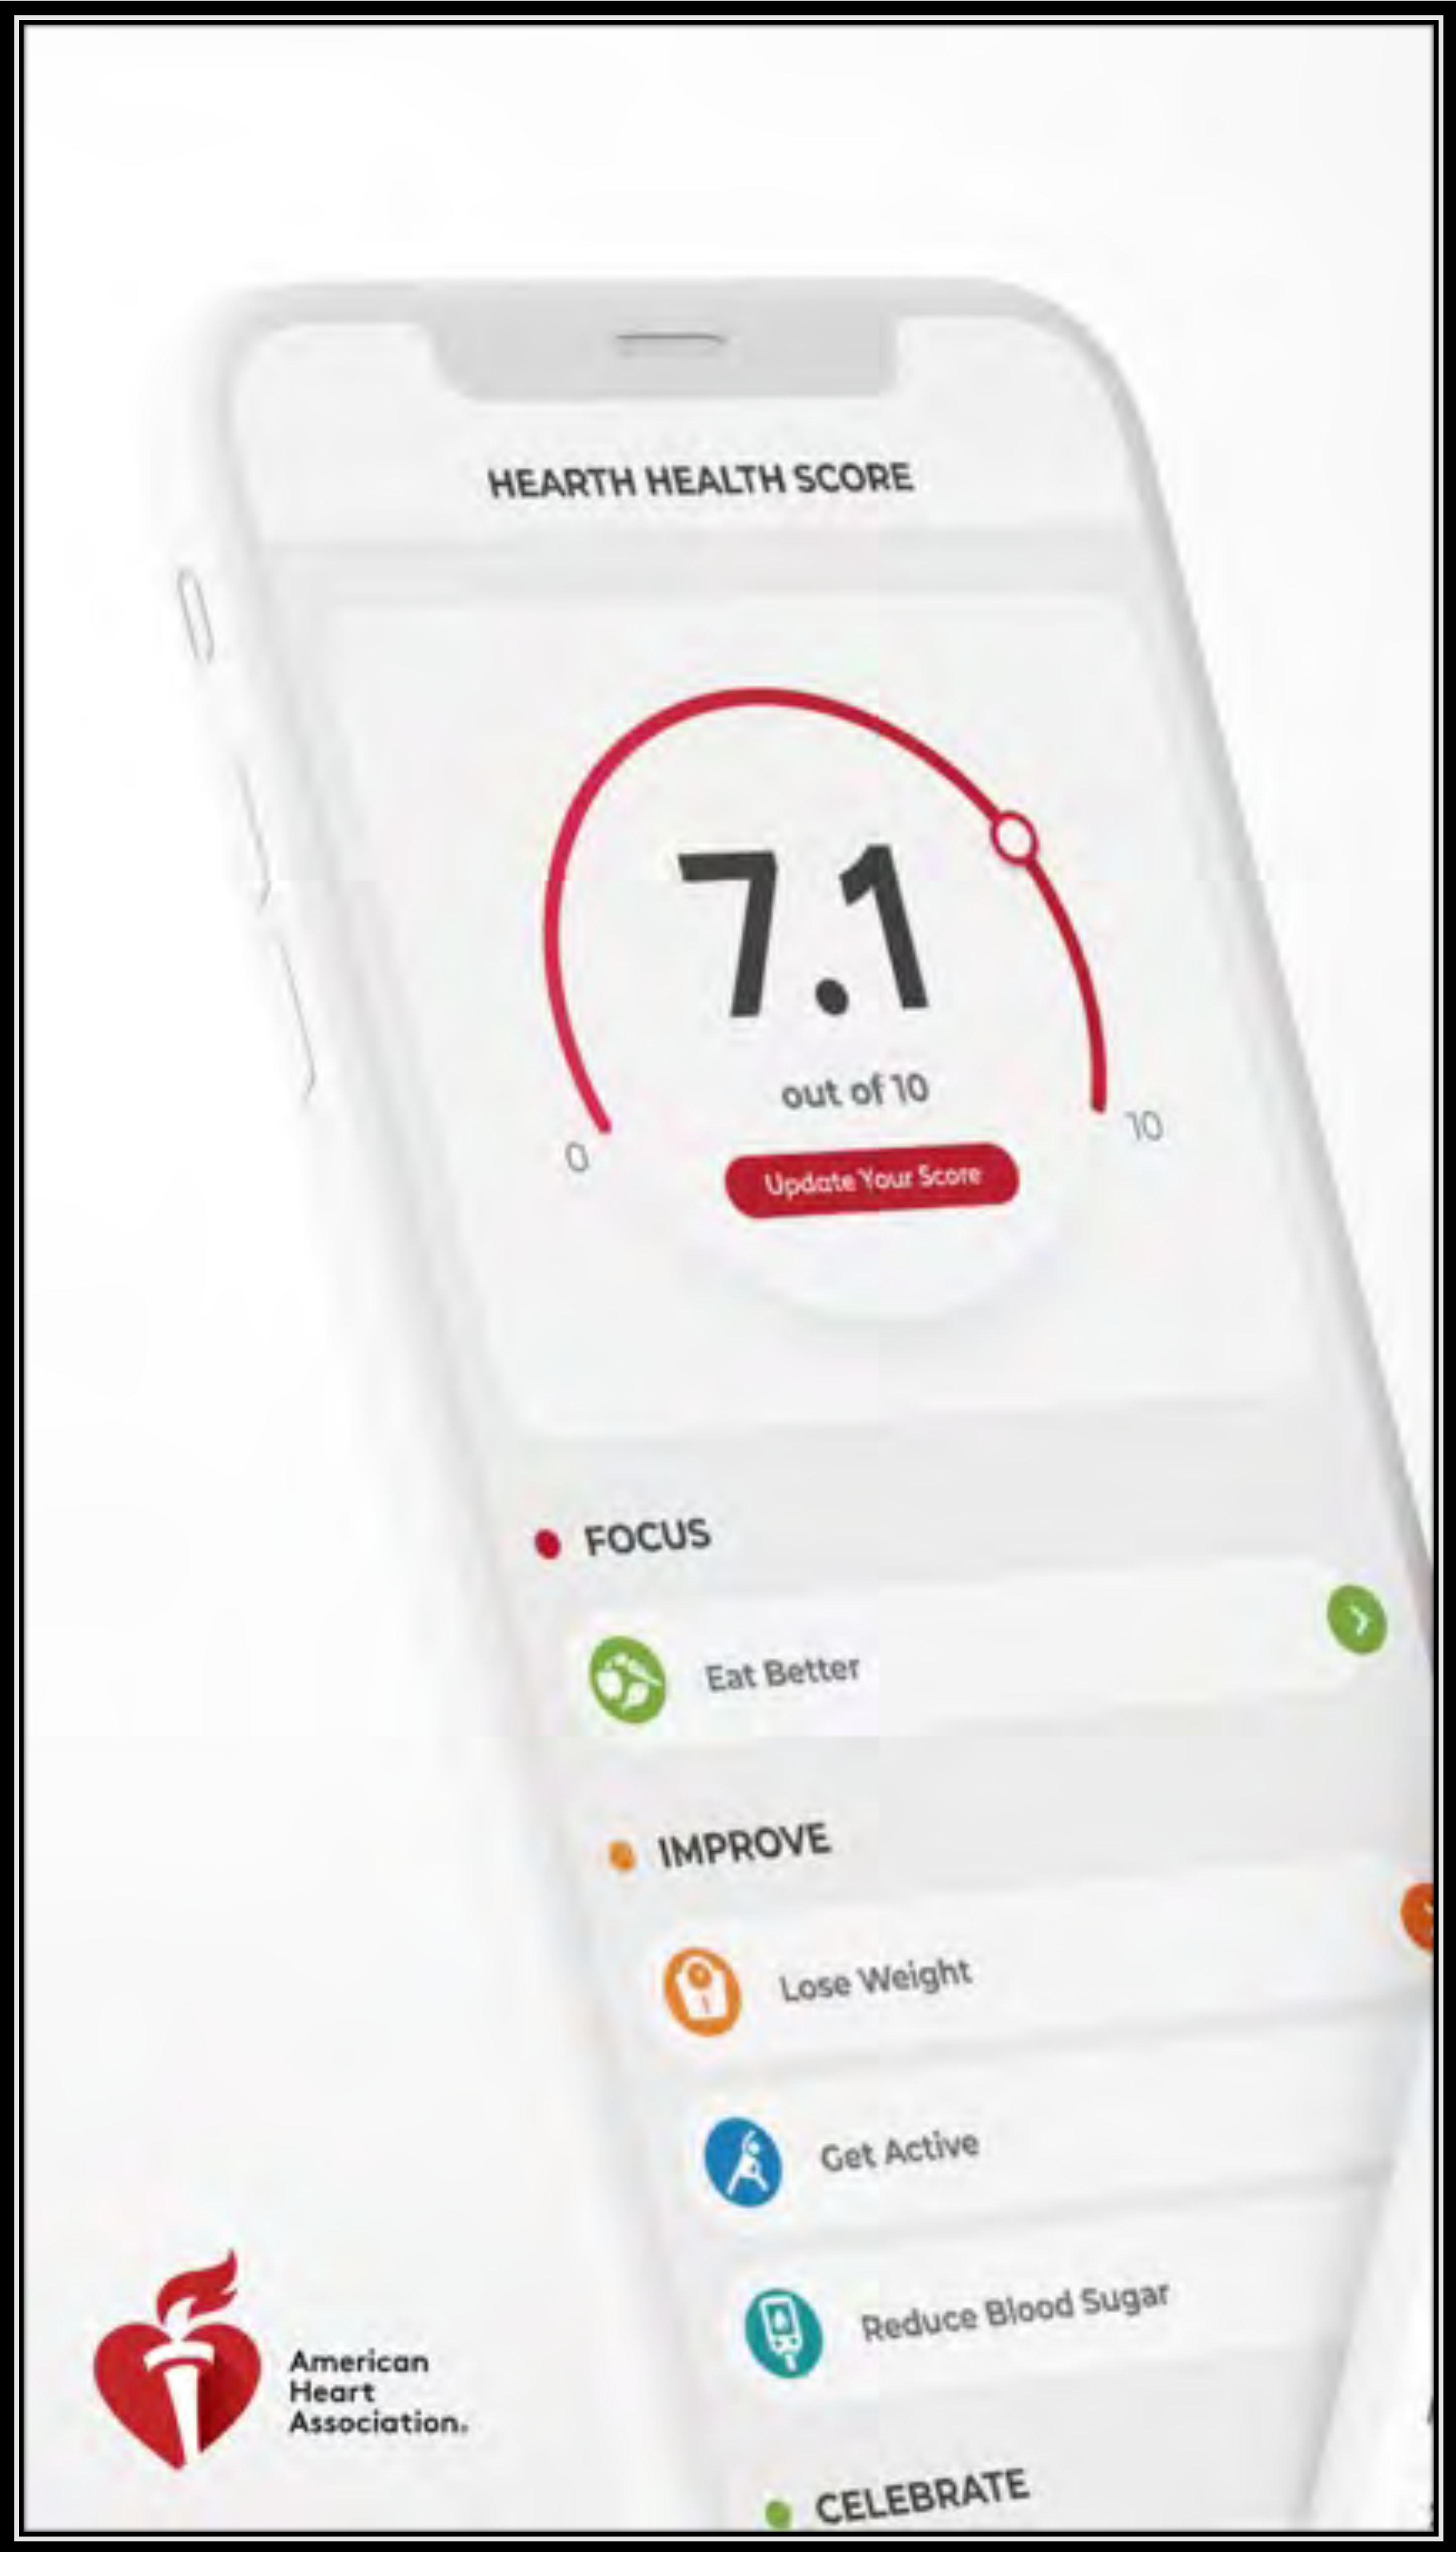 HEARTH HEALTH SCORE
7.1
out of 10
0
10
Update Your Score
FOCUS
Eat Better
IMPROVE
Lose Weight
Get Active
Reduce Blood Sugar
CELEBRATE
American
Heart
Association.